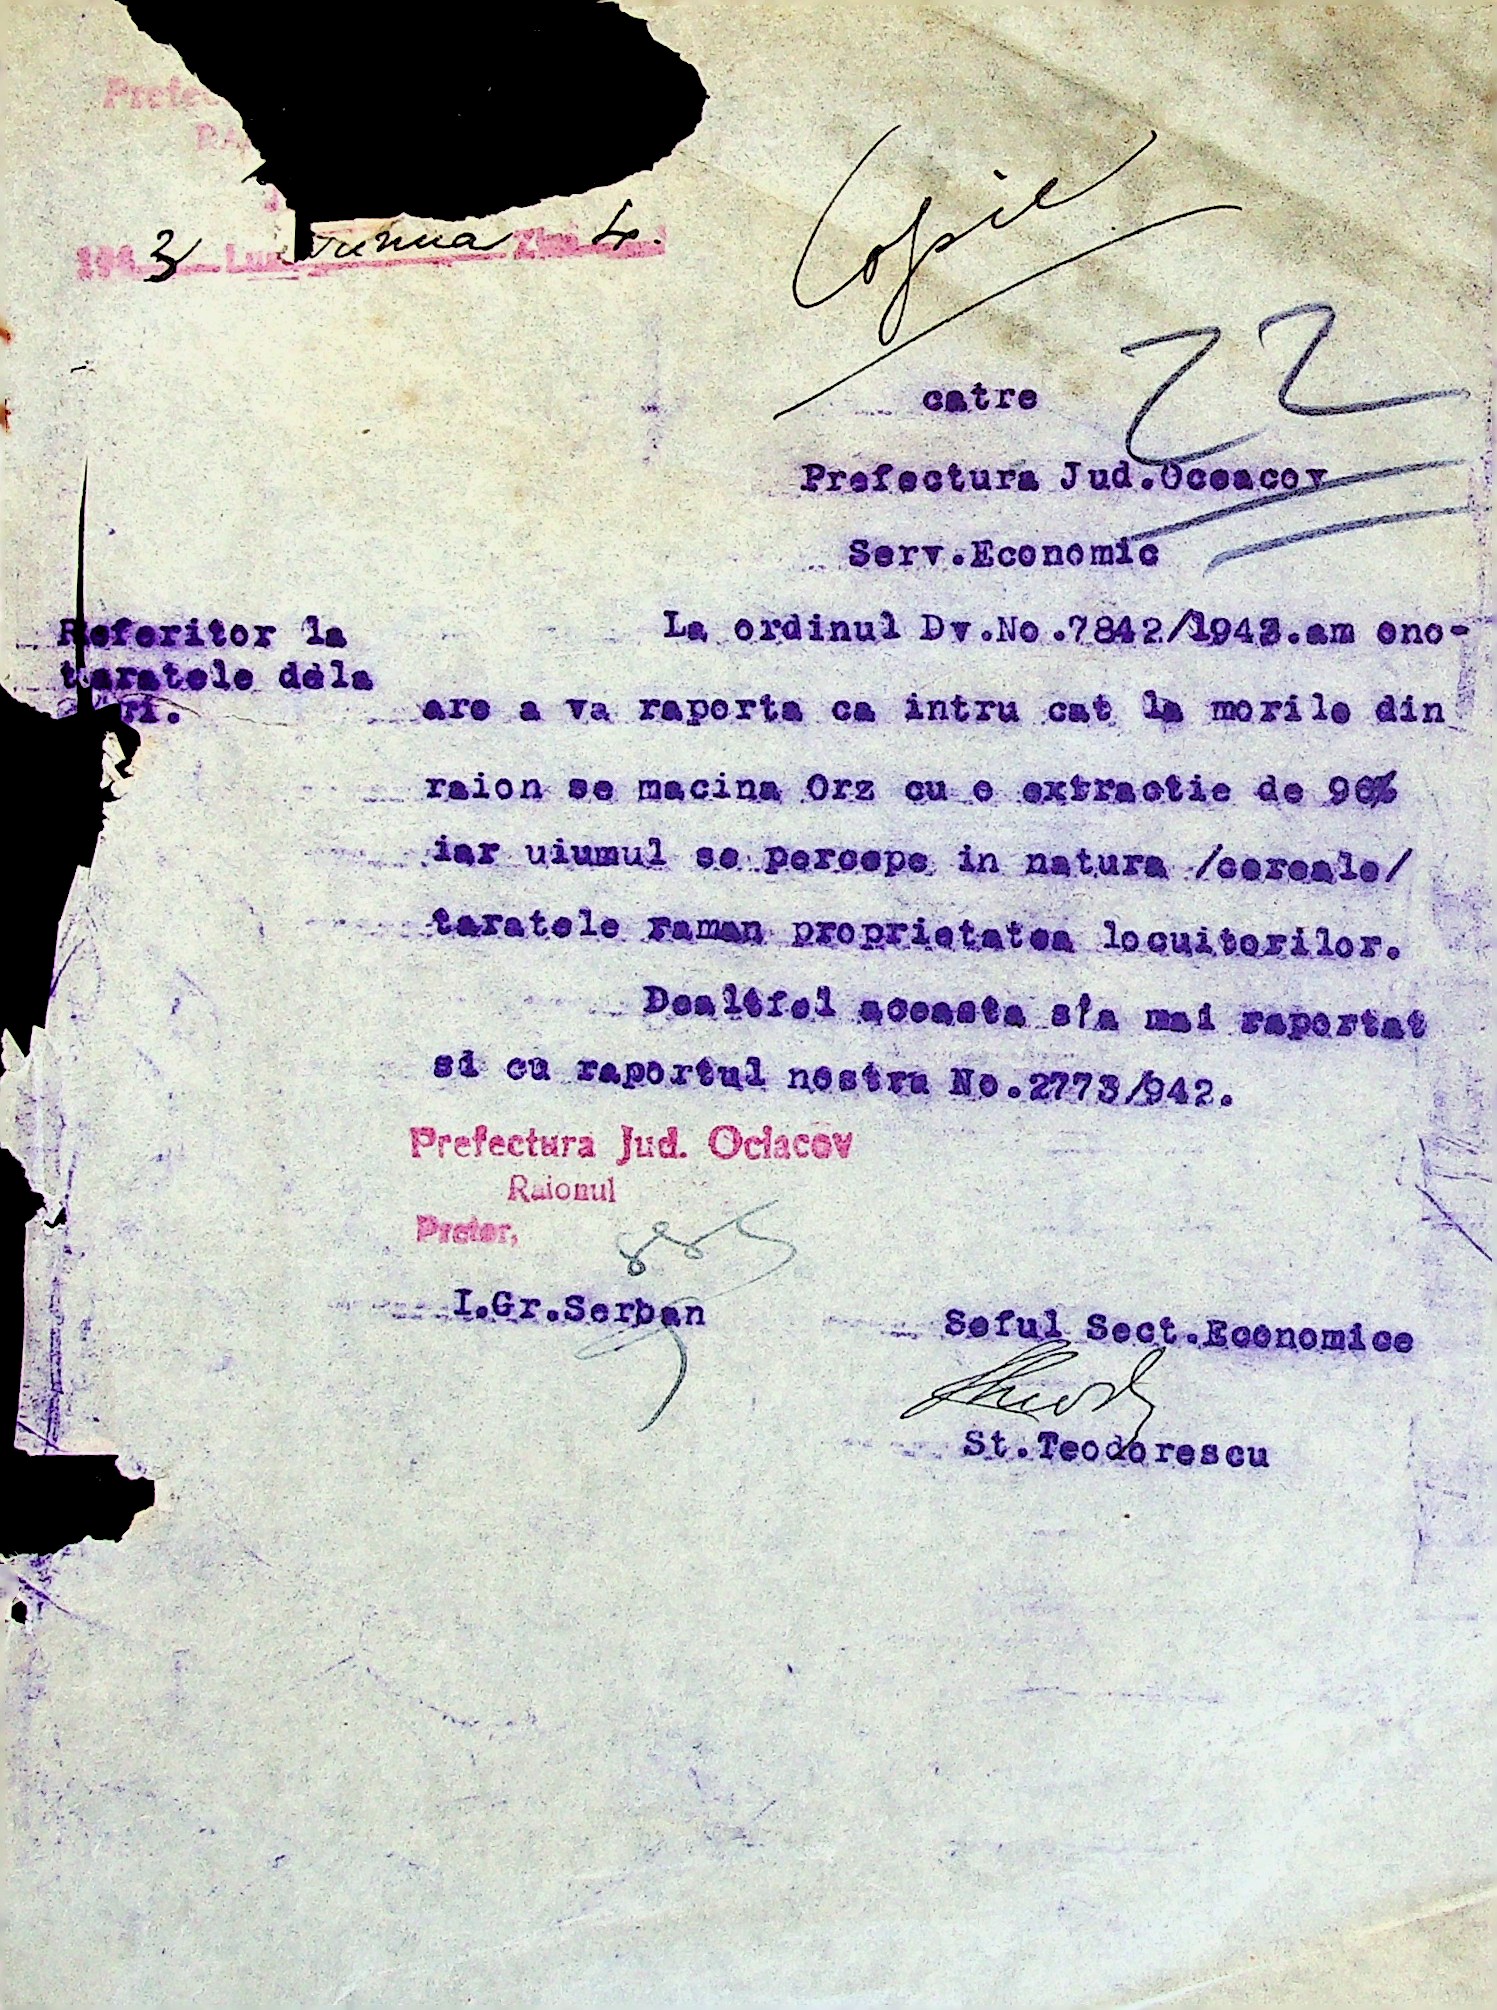 Copie
22
catre
Prefectura Jud.Oceacov
Serv.Economic
Referitor la
taratele dela
La ordinul Dv.No.7842/1943.am ono-
are a va raporta ca intru cat la morile din
raion se macina Orz cu o extractie de 96%
iar uiumul se percepe in natura /cereale/
taratele raman proprietatea locuitorilor.
Dealtfel aceasta s'a mai raportat
si cu raportul nostru No.2773/942.
Prefectura Jud. Ociacov
Raionul
Pretor,
I.Gr.Serban
Seful Sect.Economice
St.Teodorescu